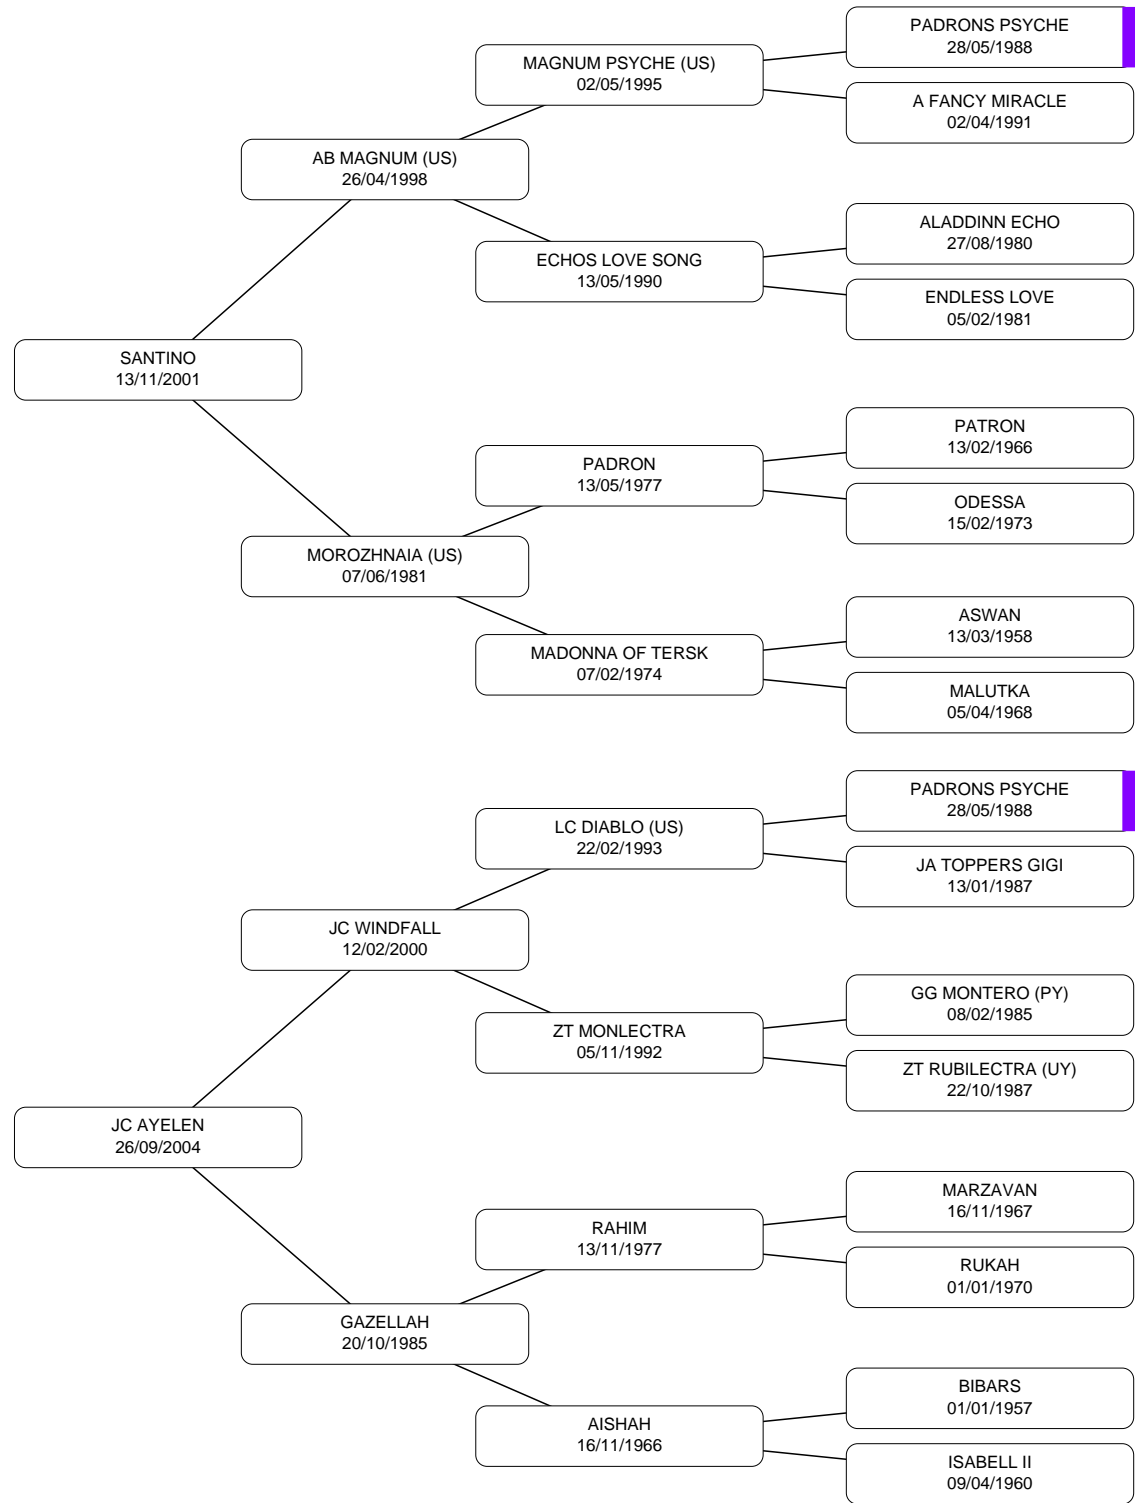 PADRONS PSYCHE
28/05/1988
MAGNUM PSYCHE (US)
02/05/1995
A FANCY MIRACLE
02/04/1991
AB MAGNUM (US)
26/04/1998
ALADDINN ECHO
27/08/1980
ECHOS LOVE SONG
13/05/1990
ENDLESS LOVE
05/02/1981
SANTINO
13/11/2001
PATRON
13/02/1966
PADRON
13/05/1977
ODESSA
15/02/1973
MOROZHNAIA (US)
07/06/1981
ASWAN
13/03/1958
MADONNA OF TERSK
07/02/1974
MALUTKA
05/04/1968
PADRONS PSYCHE
28/05/1988
LC DIABLO (US)
22/02/1993
JA TOPPERS GIGI
13/01/1987
JC WINDFALL
12/02/2000
GG MONTERO (PY)
08/02/1985
ZT MONLECTRA
05/11/1992
ZT RUBILECTRA (UY)
22/10/1987
JC AYELEN
26/09/2004
MARZAVAN
16/11/1967
RAHIM
13/11/1977
RUKAH
01/01/1970
GAZELLAH
20/10/1985
BIBARS
01/01/1957
AISHAH
16/11/1966
ISABELL II
09/04/1960